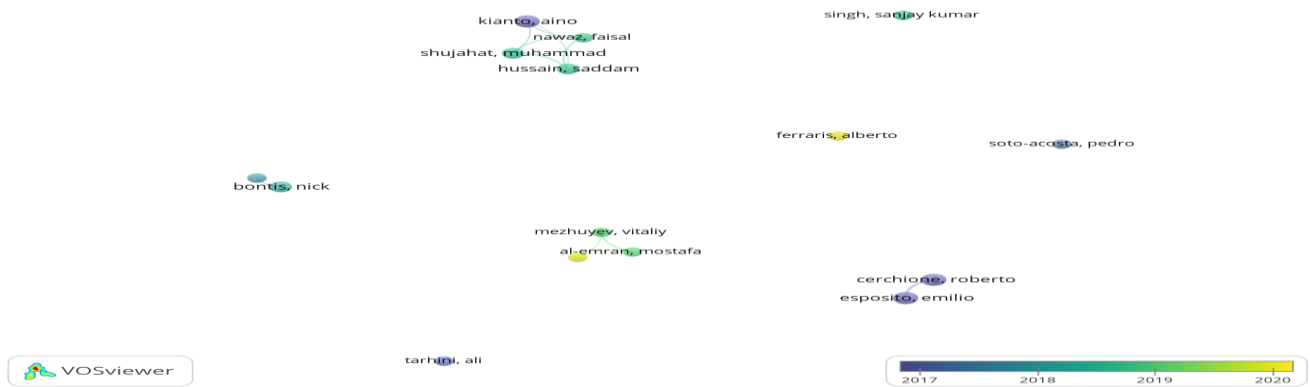 singh, sanjay kumar
kianto, aino
nawaz, faisal
shujahat, muhammad
hussain, saddam
ferraris, alberto
soto-acosta, pedro
bontis, nick
mezhuyev, vitaliy
al-emran, mostafa
cerchione, roberto
esposito, emilio
tarhini, ali
VOSviewer
2017 2018 2019 2020